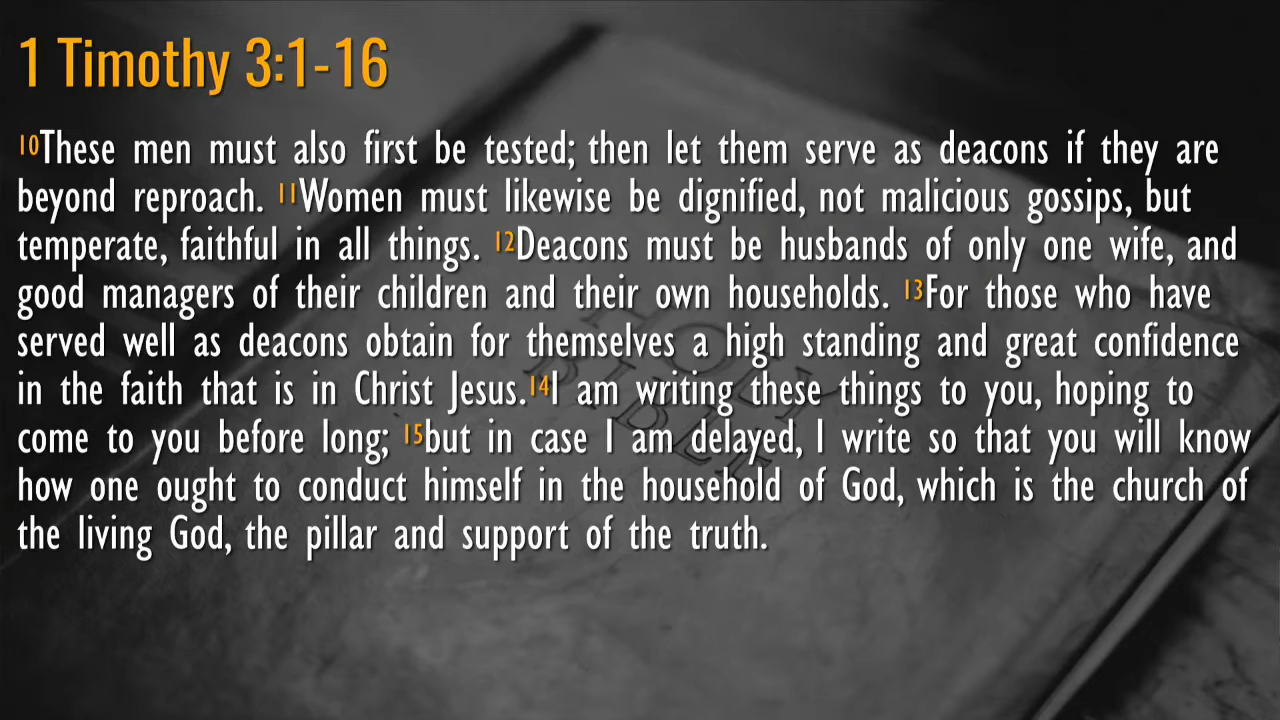 1 Timothy 3:1-16
10These men must also first be tested; then let them serve as deacons if they are
beyond reproach. 11Women must likewise be dignified, not malicious gossips, but
temperate, faithful in all things. 12Deacons must be husbands of only one wife, and
good managers of their children and their own households. 13For those who have
served well as deacons obtain for themselves a high standing and great confidence
in the faith that is in Christ Jesus.14I am writing these things to you, hoping to
come to you before long; 15but in case I am delayed, I write so that you will know
how one ought to conduct himself in the household of God, which is the church of
the living God, the pillar and support of the truth.
HOLY
BIBLE